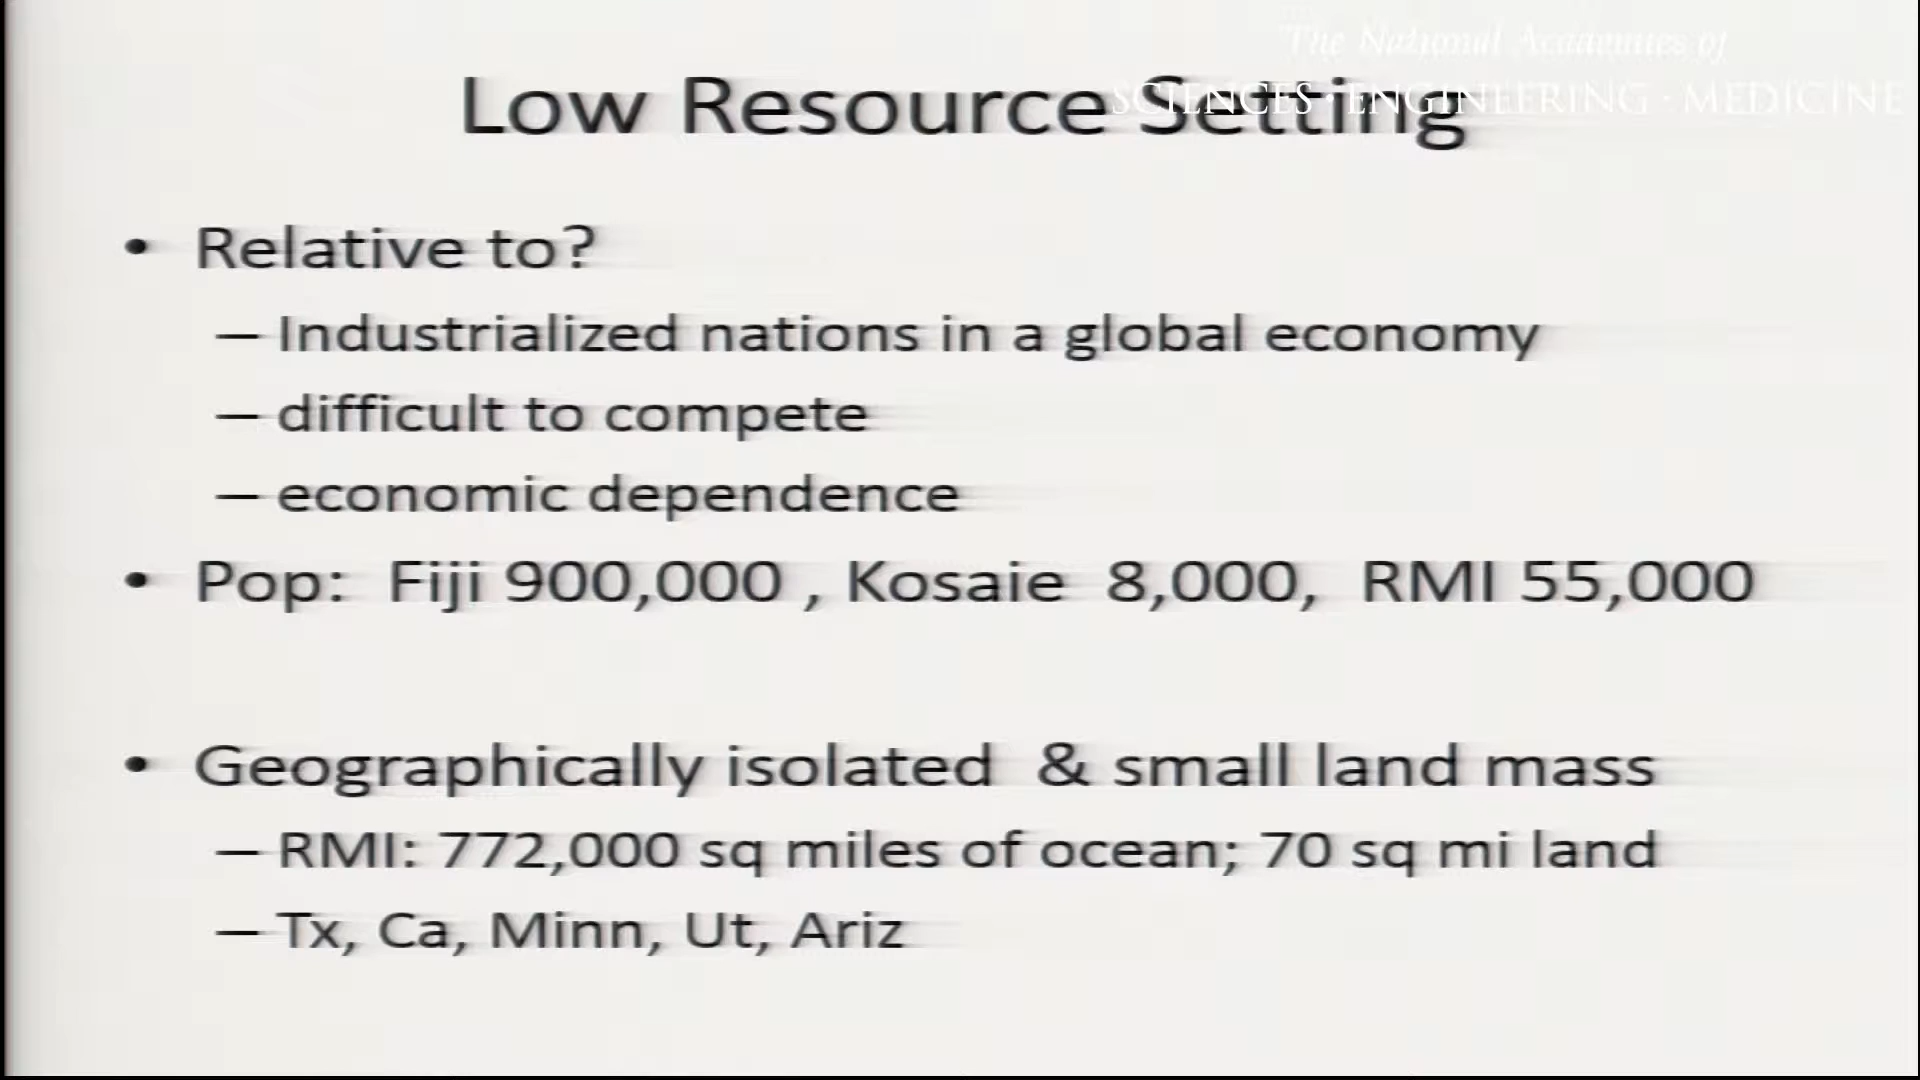 The National Academies of
SCIENCES · ENGINEERING · MEDICINE
Low Resource Setting
• Relative to?
– Industrialized nations in a global economy
– difficult to compete
– economic dependence
• Pop: Fiji 900,000 , Kosaie 8,000, RMI 55,000
• Geographically isolated & small land mass
– RMI: 772,000 sq miles of ocean; 70 sq mi land
– Tx, Ca, Minn, Ut, Ariz